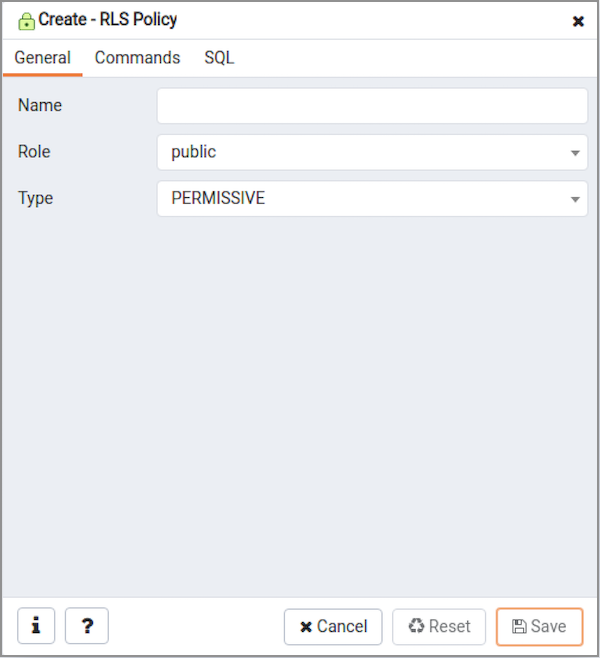 Create - RLS Policy
General Commands SQL
Name
Role public
Type PERMISSIVE
i ? Cancel Reset Save